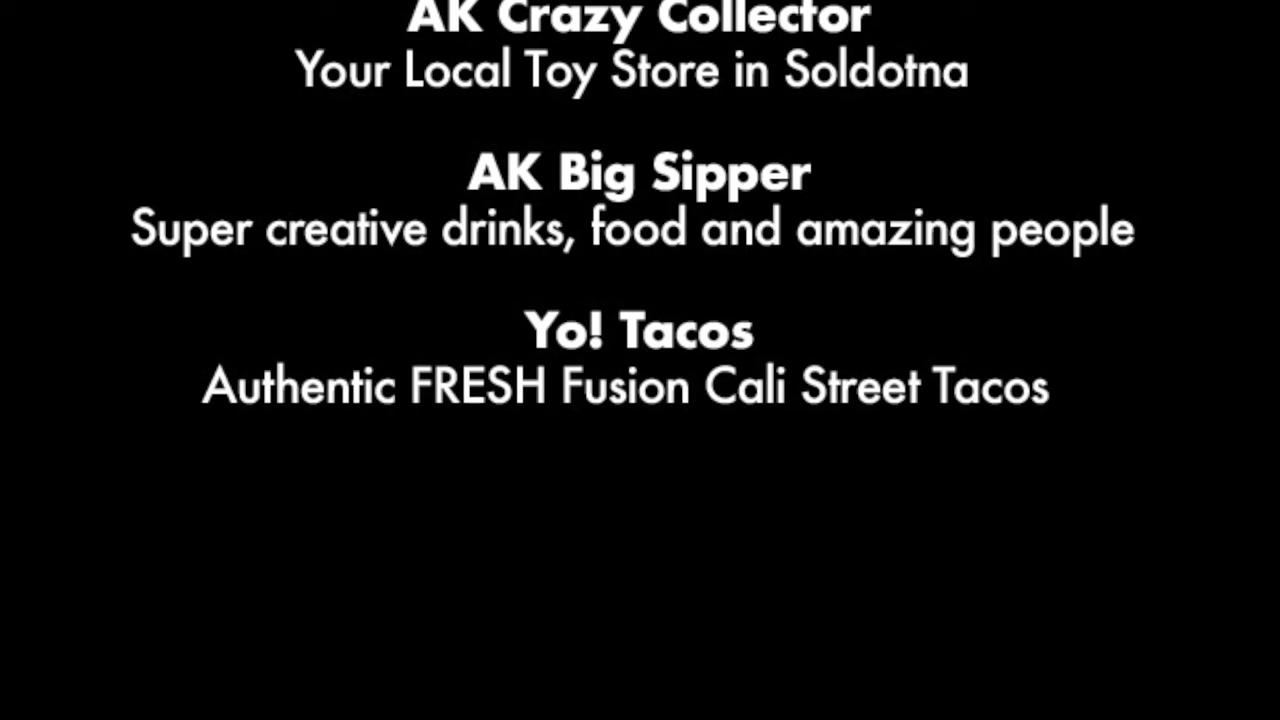 AK Crazy Collector
Your Local Toy Store in Soldotna
AK Big Sipper
Super creative drinks, food and amazing people
Yo! Tacos
Authentic FRESH Fusion Cali Street Tacos